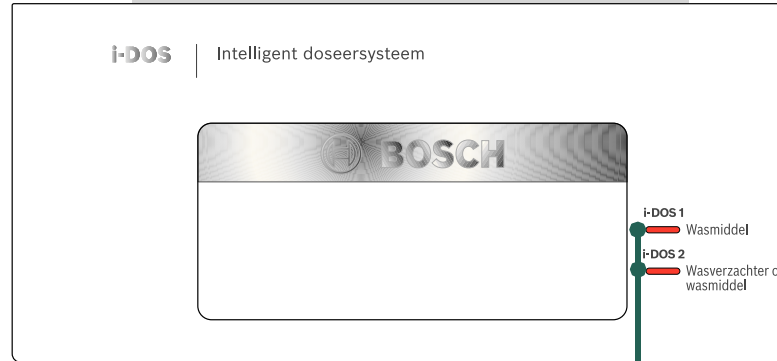 i-DOS
Intelligent doseersysteem
BOSCH
i-DOS 1
Wasmiddel
i-DOS 2
Wasverzachter
wasmiddel